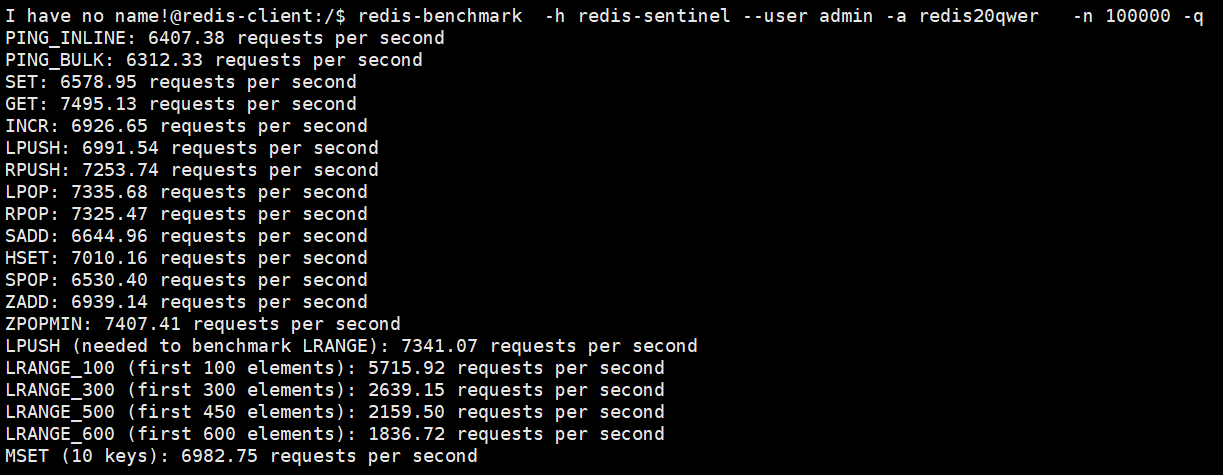 I have no name!@redis-client:/$ redis-benchmark  -h redis-sentinel --user admin -a redis20qwer   -n 100000 -q
PING_INLINE: 6407.38 requests per second
PING_BULK: 6312.33 requests per second
SET: 6578.95 requests per second
GET: 7495.13 requests per second
INCR: 6926.65 requests per second
LPUSH: 6991.54 requests per second
RPUSH: 7253.74 requests per second
LPOP: 7335.68 requests per second
RPOP: 7325.47 requests per second
SADD: 6644.96 requests per second
HSET: 7010.16 requests per second
SPOP: 6530.40 requests per second
ZADD: 6939.14 requests per second
ZPOPMIN: 7407.41 requests per second
LPUSH (needed to benchmark LRANGE): 7341.07 requests per second
LRANGE_100 (first 100 elements): 5715.92 requests per second
LRANGE_300 (first 300 elements): 2639.15 requests per second
LRANGE_500 (first 450 elements): 2159.50 requests per second
LRANGE_600 (first 600 elements): 1836.72 requests per second
MSET (10 keys): 6982.75 requests per second